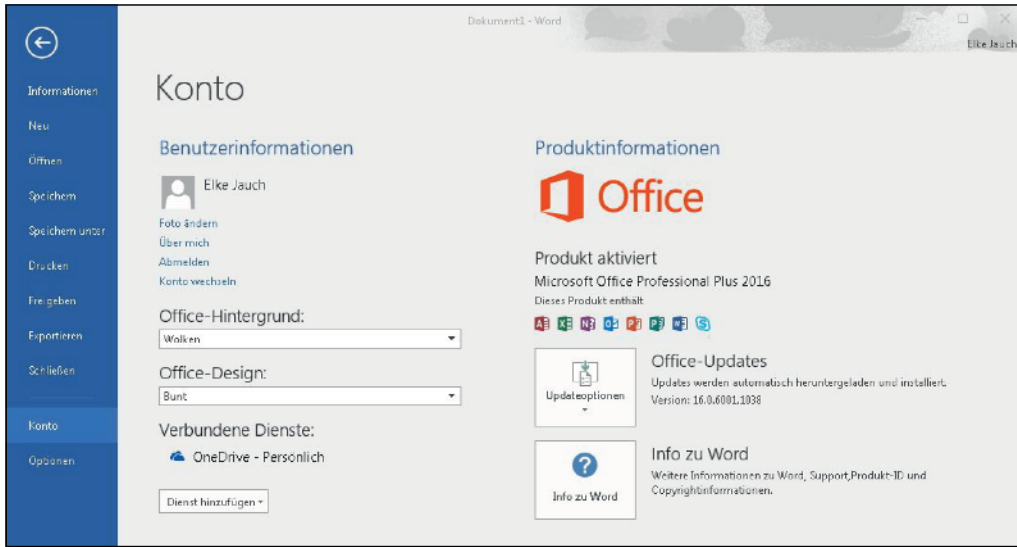 Dokument1 - Word
Elke Jauch
Informationen
Neu
Öffnen
Speichern
Speichern unter
Drucken
Freigeben
Exportieren
Schließen
Konto
Optionen
Konto
Benutzerinformationen
Elke Jauch
Foto ändern
Über mich
Abmelden
Konto wechseln
Office-Hintergrund:
Wolken
Office-Design:
Bunt
Verbundene Dienste:
OneDrive - Persönlich
Dienst hinzufügen
Produktinformationen
Office
Produkt aktiviert
Microsoft Office Professional Plus 2016
Dieses Produkt enthält
Updateoptionen
Office-Updates
Updates werden automatisch heruntergeladen und installiert.
Version: 16.0.6001.1038
Info zu Word
Info zu Word
Weitere Informationen zu Word, Support,Produkt-ID und
Copyrightinformationen.